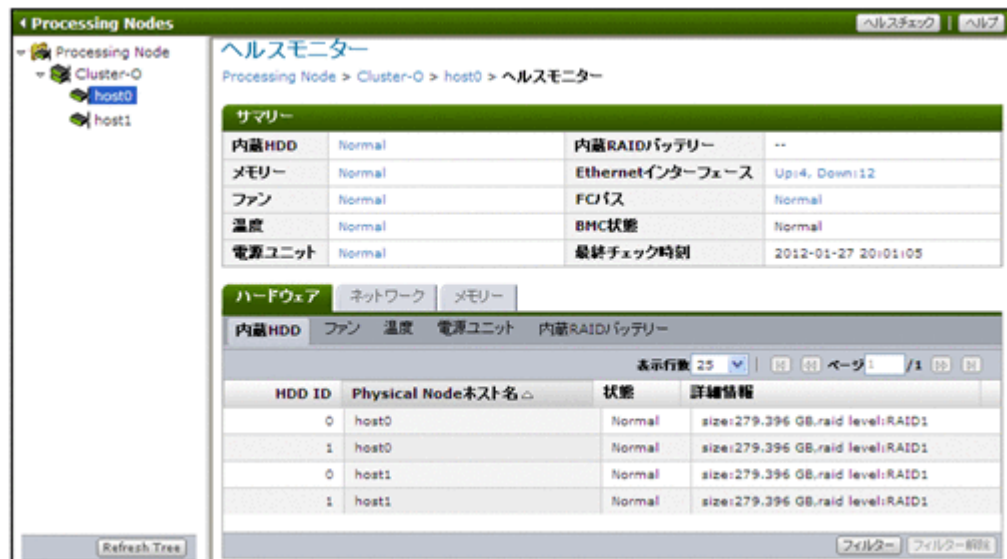 Processing Nodes
ヘルスチェック | ヘルプ
Processing Node
Cluster-O
host0
host1
Refresh Tree
ヘルスモニター
Processing Node > Cluster-O > host0 > ヘルスモニター
サマリー
内蔵HDD Normal 内蔵RAIDバッテリー --
メモリー Normal Ethernetインターフェース Up:4, Down:12
ファン Normal FCパス Normal
温度 Normal BMC状態 Normal
電源ユニット Normal 最終チェック時刻 2012-01-27 20:01:05
ハードウェア ネットワーク メモリー
内蔵HDD ファン 温度 電源ユニット 内蔵RAIDバッテリー
表示行数 25 ページ 1 /1
HDD ID Physical Nodeホスト名 状態 詳細情報
0 host0 Normal size:279.396 GB,raid level:RAID1
1 host0 Normal size:279.396 GB,raid level:RAID1
0 host1 Normal size:279.396 GB,raid level:RAID1
1 host1 Normal size:279.396 GB,raid level:RAID1
フィルター フィルター解除